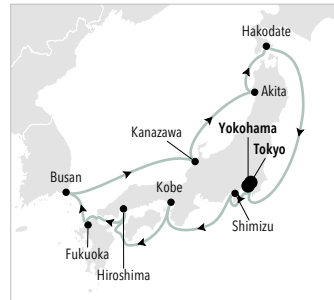 Hakodate
Akita
Kanazawa
Yokohama
Tokyo
Busan
Kobe
Shimizu
Fukuoka
Hiroshima